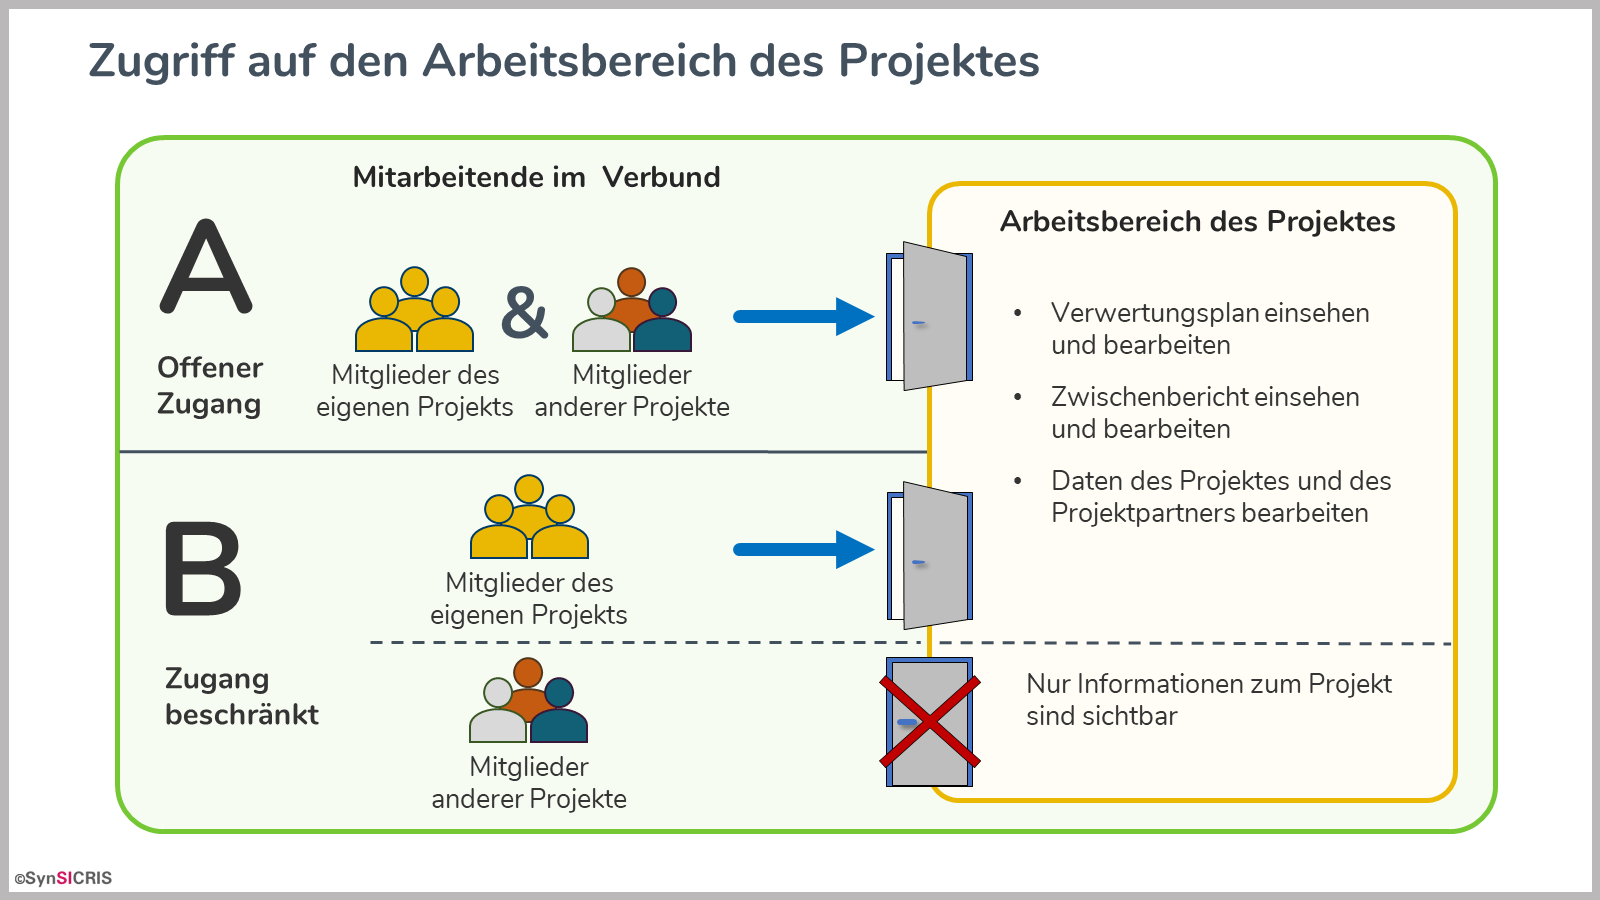 Zugriff auf den Arbeitsbereich des Projektes
Mitarbeitende im Verbund
A
Offener
Zugang
&
Mitglieder des
eigenen Projekts
Mitglieder
anderer Projekte
Arbeitsbereich des Projektes
• Verwertungsplan einsehen
und bearbeiten
• Zwischenbericht einsehen
und bearbeiten
• Daten des Projektes und des
Projektpartners bearbeiten
B
Zugang
beschränkt
Mitglieder des
eigenen Projekts
Mitglieder
anderer Projekte
Nur Informationen zum Projekt
sind sichtbar
©SynSICRIS